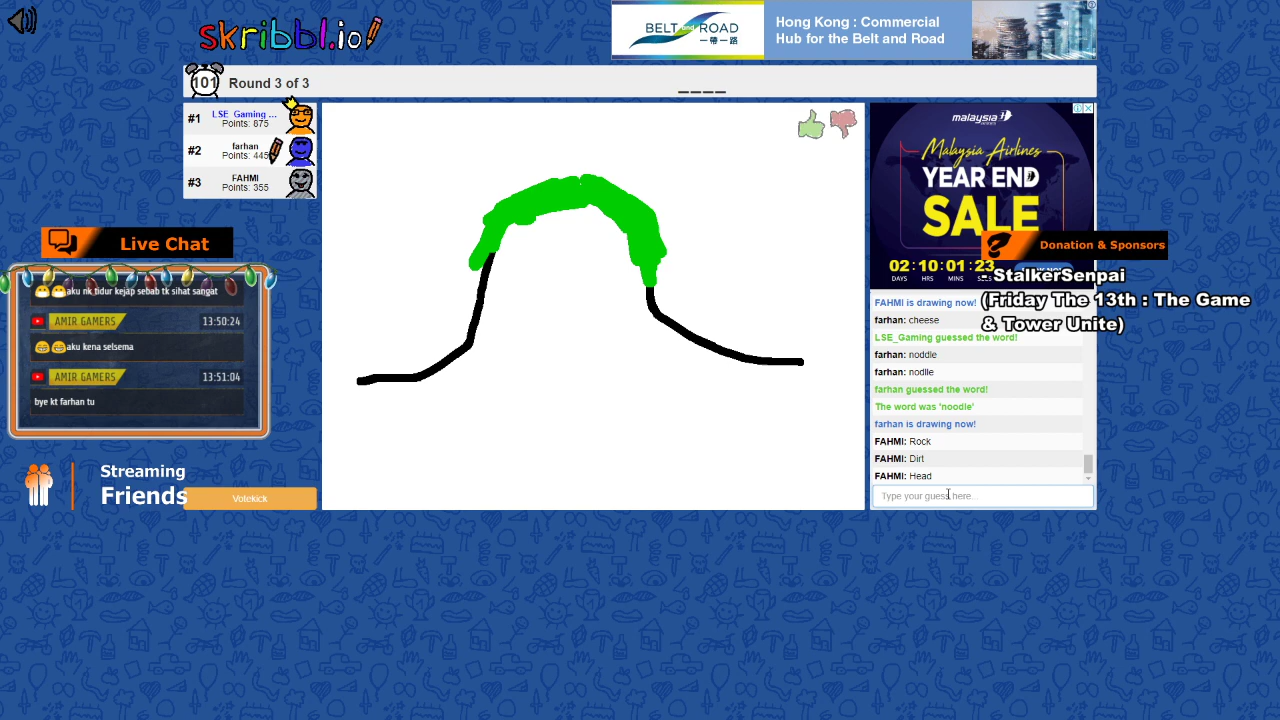 skribbl.io
BELT and ROAD
一帶一路
Hong Kong : Commercial
Hub for the Belt and Road
101
Round 3 of 3
_ _ _ _
#1
LSE_Gaming ...
Points: 875
#2
farhan
Points: 445
#3
FAHMI
Points: 355
malaysia
Malaysia Airlines
YEAR END
SALE
02:10:01:23
DAYS
HRS
MINS
Donation & Sponsors
- StalkerSenpai
(Friday The 13th : The Game
& Tower Unite)
Live Chat
aku nk tidur kejap sebab tk sihat sangat
AMIR GAMERS
13:50:24
aku kena selsema
AMIR GAMERS
13:51:04
bye kt farhan tu
Streaming
Friends
Votekick
FAHMI is drawing now!
farhan: cheese
LSE_Gaming guessed the word!
farhan: noddle
farhan: nodlle
farhan guessed the word!
The word was 'noodle'
farhan is drawing now!
FAHMI: Rock
FAHMI: Dirt
FAHMI: Head
Type your guess here...